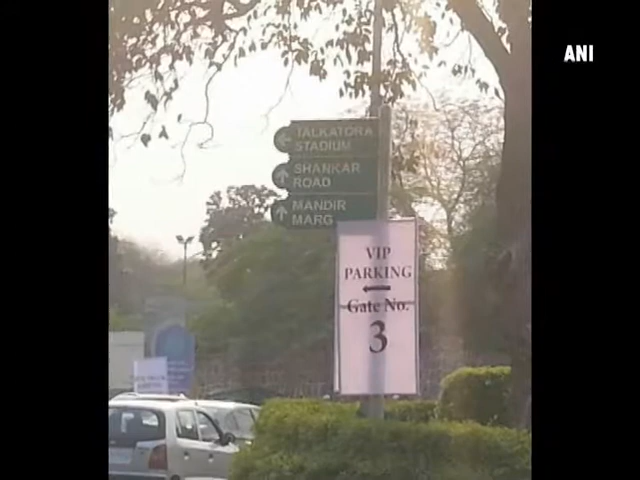 ANI
TALKATORA
STADIUM
SHANKAR
ROAD
MANDIR
MARG
VIP
PARKING
Gate No.
3